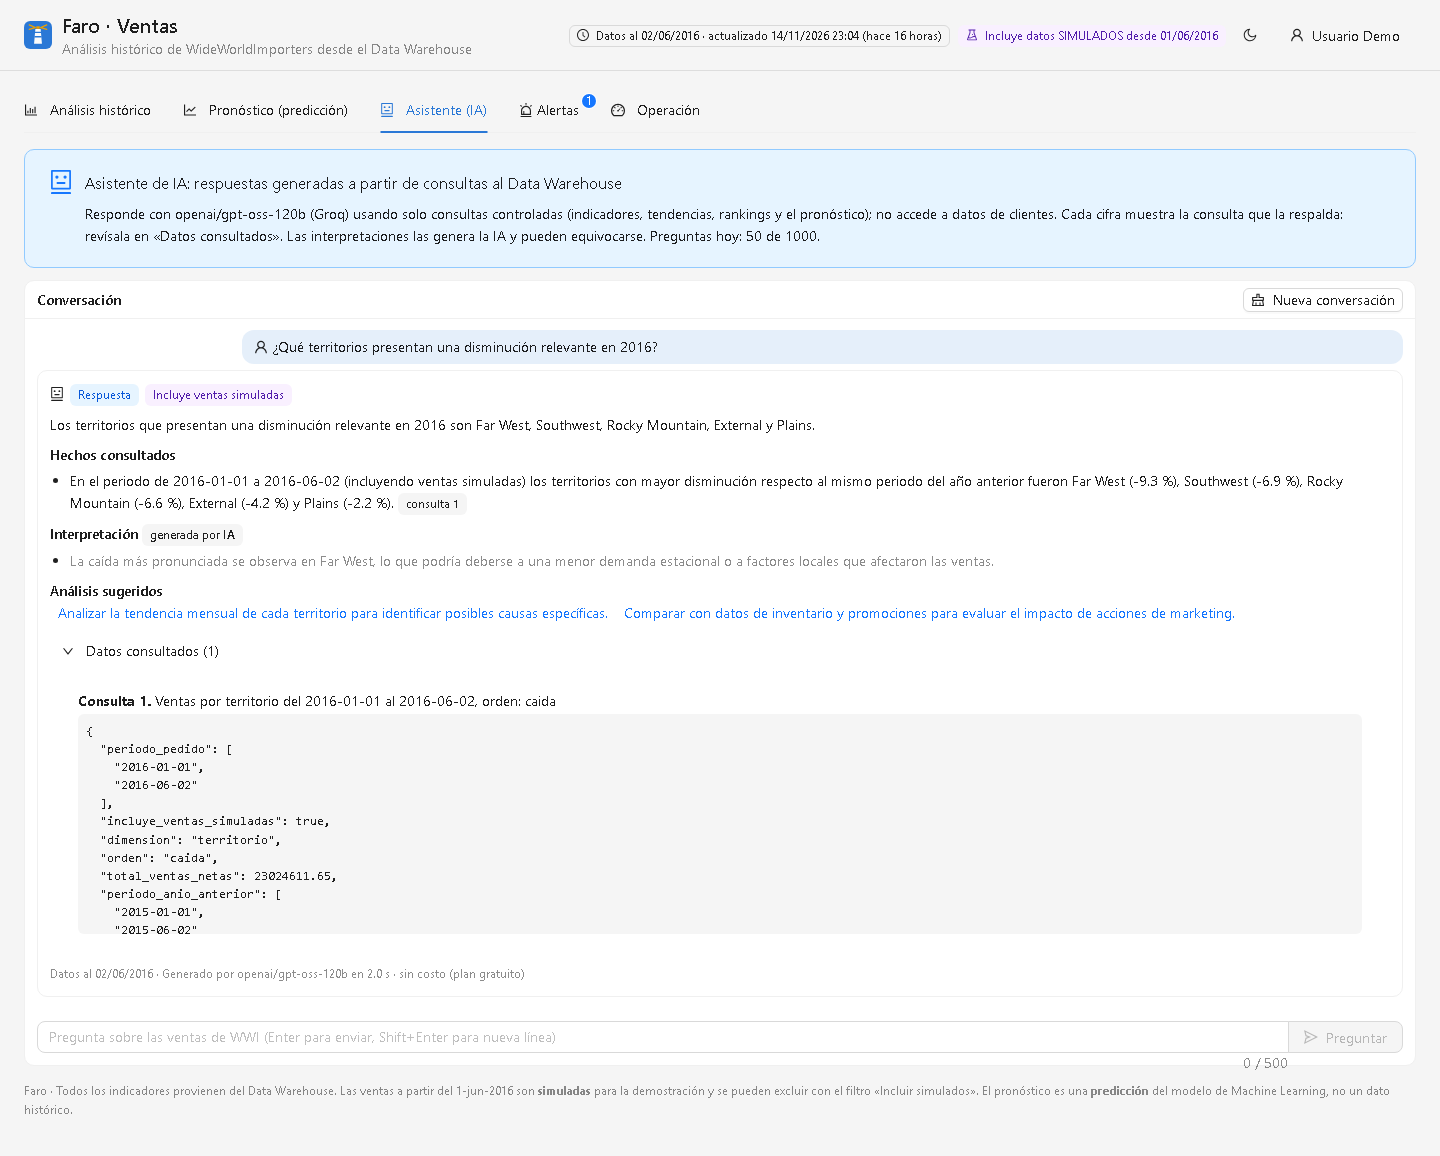 Faro · Ventas
Análisis histórico de WideWorldImporters desde el Data Warehouse
Datos al 02/06/2016 · actualizado 14/11/2026 23:04 (hace 16 horas)
Incluye datos SIMULADOS desde 01/06/2016
Usuario Demo
Análisis histórico
Pronóstico (predicción)
Asistente (IA)
Alertas
1
Operación
Asistente de IA: respuestas generadas a partir de consultas al Data Warehouse
Responde con openai/gpt-oss-120b (Groq) usando solo consultas controladas (indicadores, tendencias, rankings y el pronóstico); no accede a datos de clientes. Cada cifra muestra la consulta que la respalda:
revísala en «Datos consultados». Las interpretaciones las genera la IA y pueden equivocarse. Preguntas hoy: 50 de 1000.
Conversación
Nueva conversación
¿Qué territorios presentan una disminución relevante en 2016?
Respuesta
Incluye ventas simuladas
Los territorios que presentan una disminución relevante en 2016 son Far West, Southwest, Rocky Mountain, External y Plains.
Hechos consultados
En el periodo de 2016-01-01 a 2016-06-02 (incluyendo ventas simuladas) los territorios con mayor disminución respecto al mismo periodo del año anterior fueron Far West (-9.3 %), Southwest (-6.9 %), Rocky
Mountain (-6.6 %), External (-4.2 %) y Plains (-2.2 %). consulta 1
Interpretación generada por IA
La caída más pronunciada se observa en Far West, lo que podría deberse a una menor demanda estacional o a factores locales que afectaron las ventas.
Análisis sugeridos
Analizar la tendencia mensual de cada territorio para identificar posibles causas específicas.
Comparar con datos de inventario y promociones para evaluar el impacto de acciones de marketing.
Datos consultados (1)
Consulta 1. Ventas por territorio del 2016-01-01 al 2016-06-02, orden: caida
{
"periodo_pedido": [
"2016-01-01",
"2016-06-02"
],
"incluye_ventas_simuladas": true,
"dimension": "territorio",
"orden": "caida",
"total_ventas_netas": 23024611.65,
"periodo_anio_anterior": [
"2015-01-01",
"2015-06-02"
Datos al 02/06/2016 · Generado por openai/gpt-oss-120b en 2.0 s · sin costo (plan gratuito)
Pregunta sobre las ventas de WWI (Enter para enviar, Shift+Enter para nueva línea)
Preguntar
0 / 500
Faro · Todos los indicadores provienen del Data Warehouse. Las ventas a partir del 1-jun-2016 son simuladas para la demostración y se pueden excluir con el filtro «Incluir simulados». El pronóstico es una predicción del modelo de Machine Learning, no un dato
histórico.